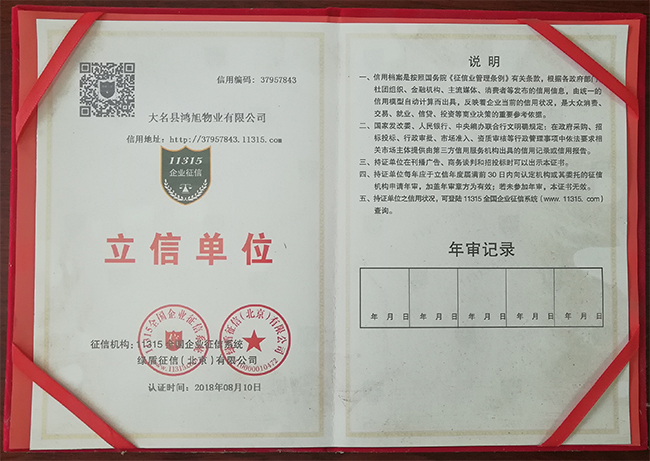 信用编码: 37957843
大名县鸿旭物业有限公司
信用地址: http://37957843.11315.com
11315
企业征信
立信单位
征信机构: 11315 全国企业征信系统
绿盾征信(北京)有限公司
认证时间: 2018年08月10日
说明
一、信用档案是按照国务院《征信业管理条例》有关条款，根据各政府部门、
社团组织、金融机构、主流媒体、消费者等发布的信用信息，由统一的
信用模型自动计算而出具，反映着企业当前的信用状况，是大众消费、
交易、就业、信贷、投资等商业决策的重要参考依据。
二、国家发改委、人民银行、中央编办联合行文明确规定：在政府采购、招
标投标、行政审批、市场准入、资质审核等行政管理事项中依法要求相
关市场主体提供由第三方信用服务机构出具的信用记录或信用报告。
三、持证单位在刊播广告、商务谈判和招投标时可以出示本证书。
四、持证单位每年应于立信年度届满前30日内向认定机构或其委托的征信
机构申请年审，加盖年审章方为有效；若未参加年审，本证书无效。
五、持证单位之信用状况，可登陆11315全国企业征信系统(www.11315.com)
查询。
年审记录
年 月 日 年 月 日 年 月 日 年 月 日 年 月 日